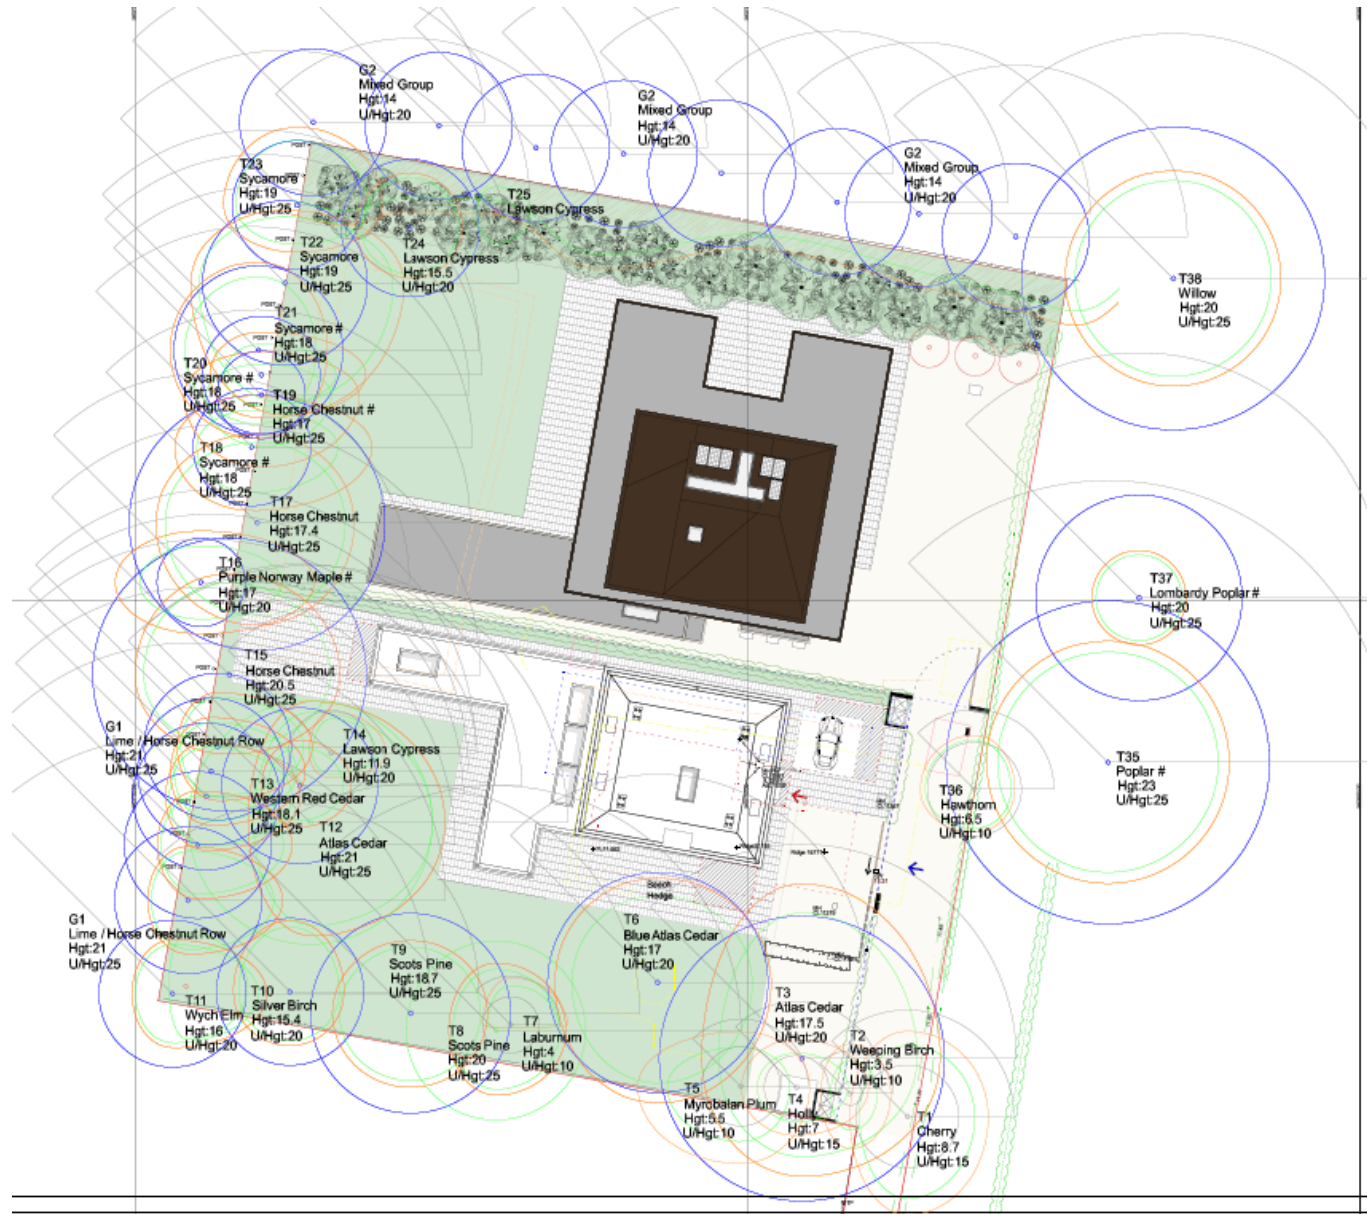 G2
Mixed Group
Hgt:14
U/Hgt:20
G2
Mixed Group
Hgt:14
U/Hgt:20
G2
Mixed Group
Hgt:14
U/Hgt:20
T23
Sycamore
Hgt:19
U/Hgt:25
T25
Lawson Cypress
T22
Sycamore
Hgt:19
U/Hgt:25
T24
Lawson Cypress
Hgt:15.5
U/Hgt:20
T38
Willow
Hgt:20
U/Hgt:25
T21
Sycamore #
Hgt:18
U/Hgt:25
T20
Sycamore #
Hgt:18
U/Hgt:25
T19
Horse Chestnut #
Hgt:17
U/Hgt:25
T18
Sycamore #
Hgt:18
U/Hgt:25
T17
Horse Chestnut
Hgt:17.4
U/Hgt:25
T16
Purple Norway Maple #
Hgt:17
U/Hgt:20
T37
Lombardy Poplar #
Hgt:20
U/Hgt:25
T15
Horse Chestnut
Hgt:20.5
U/Hgt:25
G1
Lime / Horse Chestnut Row
Hgt:21
U/Hgt:25
T14
Lawson Cypress
Hgt:11.9
U/Hgt:20
T35
Poplar #
Hgt:23
U/Hgt:25
T13
Western Red Cedar
Hgt:18.1
U/Hgt:25
T36
Hawthorn
Hgt:6.5
U/Hgt:10
T12
Atlas Cedar
Hgt:21
U/Hgt:25
Beech
Hedge
G1
Lime / Horse Chestnut Row
Hgt:21
U/Hgt:25
T6
Blue Atlas Cedar
Hgt:17
U/Hgt:20
T9
Scots Pine
Hgt:18.7
U/Hgt:25
T11
Wych Elm
Hgt:16
U/Hgt:20
T10
Silver Birch
Hgt:15.4
U/Hgt:20
T8
Scots Pine
Hgt:20
U/Hgt:25
T7
Laburnum
Hgt:4
U/Hgt:10
T3
Atlas Cedar
Hgt:17.5
U/Hgt:20
T2
Weeping Birch
Hgt:3.5
U/Hgt:10
T5
Myrobalan Plum
Hgt:5.5
U/Hgt:10
T4
Holly
Hgt:7
U/Hgt:15
T1
Cherry
Hgt:8.7
U/Hgt:15